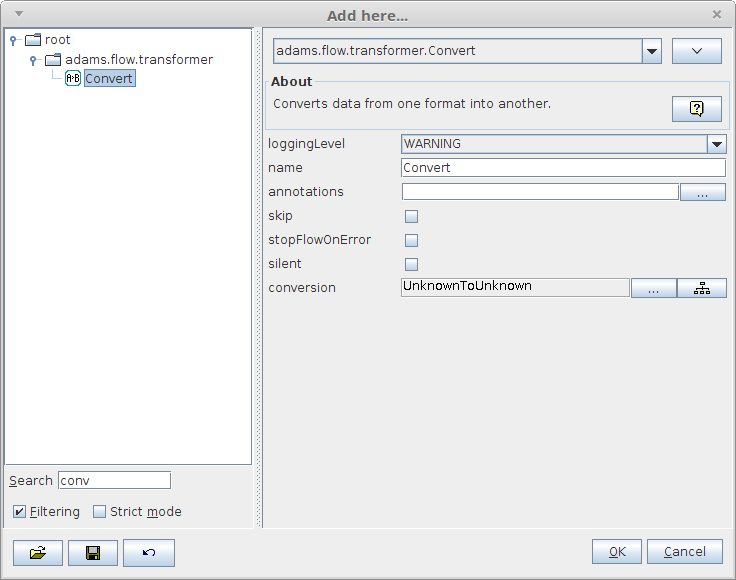 Add here...
root
adams.flow.transformer
A▸B Convert
Search conv
Filtering Strict mode
adams.flow.transformer.Convert
About
Converts data from one format into another.
loggingLevel WARNING
name Convert
annotations ...
skip
stopFlowOnError
silent
conversion UnknownToUnknown ...
OK Cancel